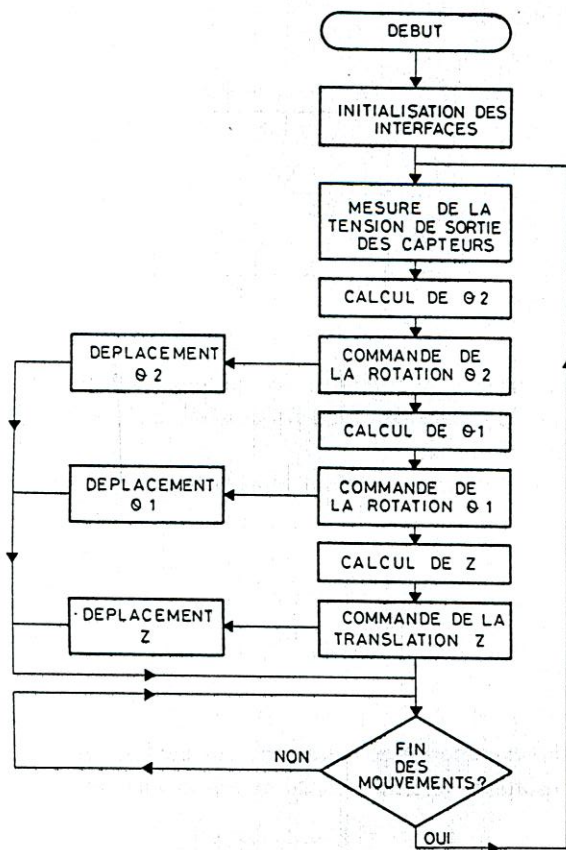 DEBUT
INITIALISATION DES
INTERFACES
MESURE DE LA
TENSION DE SORTIE
DES CAPTEURS
CALCUL DE Θ2
DEPLACEMENT
Θ2
COMMANDE DE
LA ROTATION Θ2
CALCUL DE Θ1
DEPLACEMENT
Θ1
COMMANDE DE
LA ROTATION Θ1
CALCUL DE Z
DEPLACEMENT
Z
COMMANDE DE LA
TRANSLATION Z
NON
FIN
DES
MOUVEMENTS?
OUI